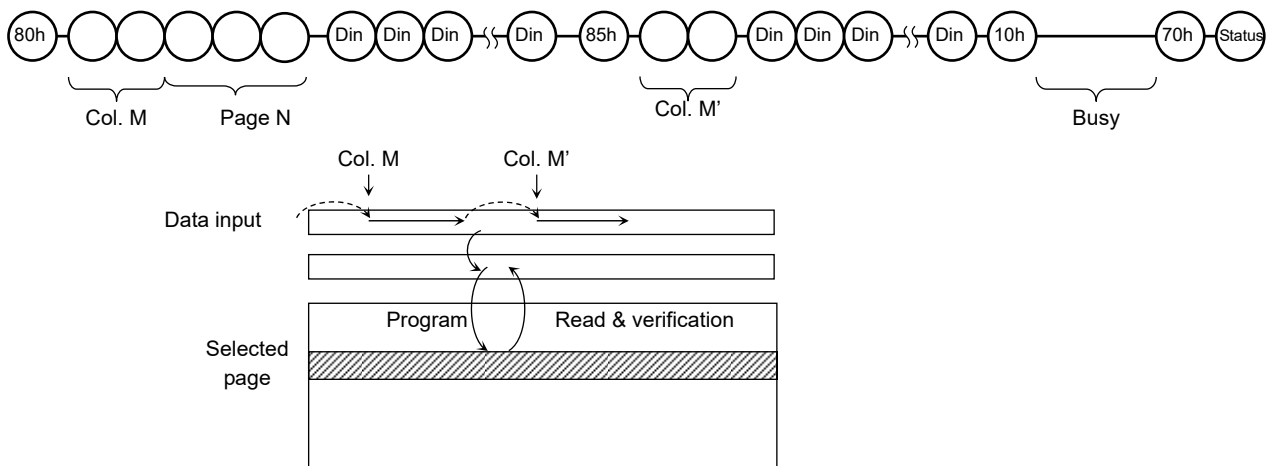 80h Din Din Din Din 85h Din Din Din Din 10h 70h Status
Col. M Page N Col. M’ Busy
Col. M Col. M’
Data input
Program Read & verification
Selected
page